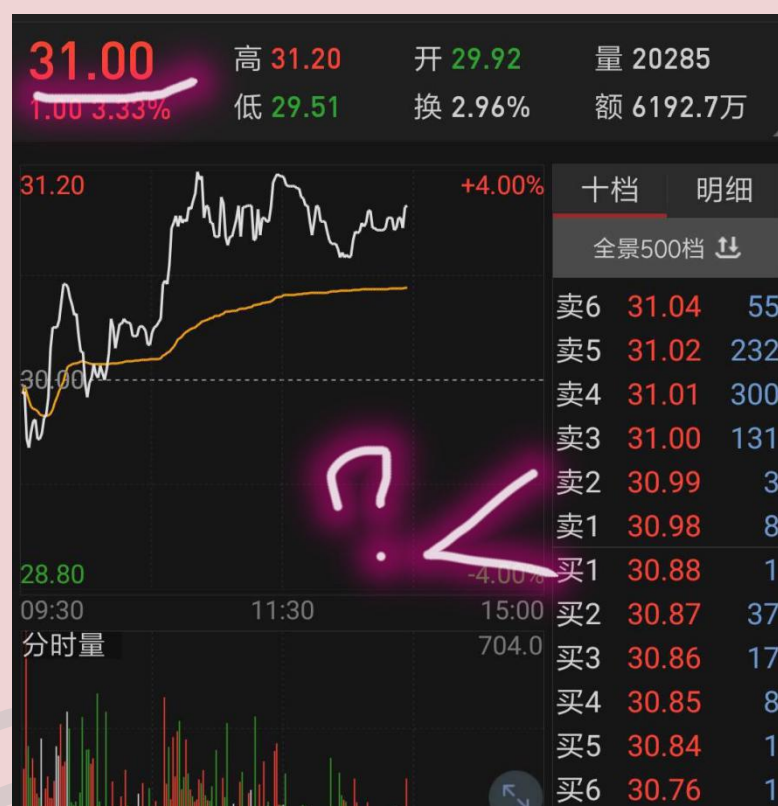 31.00 高 31.20 开 29.92 量 20285
1.00 3.33% 低 29.51 换 2.96% 额 6192.7万
31.20 +4.00%
30.00
28.80 -4.00%
09:30 11:30 15:00
分时量 704.0
十档 明细
全景500档
卖6 31.04 55
卖5 31.02 232
卖4 31.01 300
卖3 31.00 131
卖2 30.99 3
卖1 30.98 8
买1 30.88 1
买2 30.87 37
买3 30.86 17
买4 30.85 8
买5 30.84 1
买6 30.76 1
?